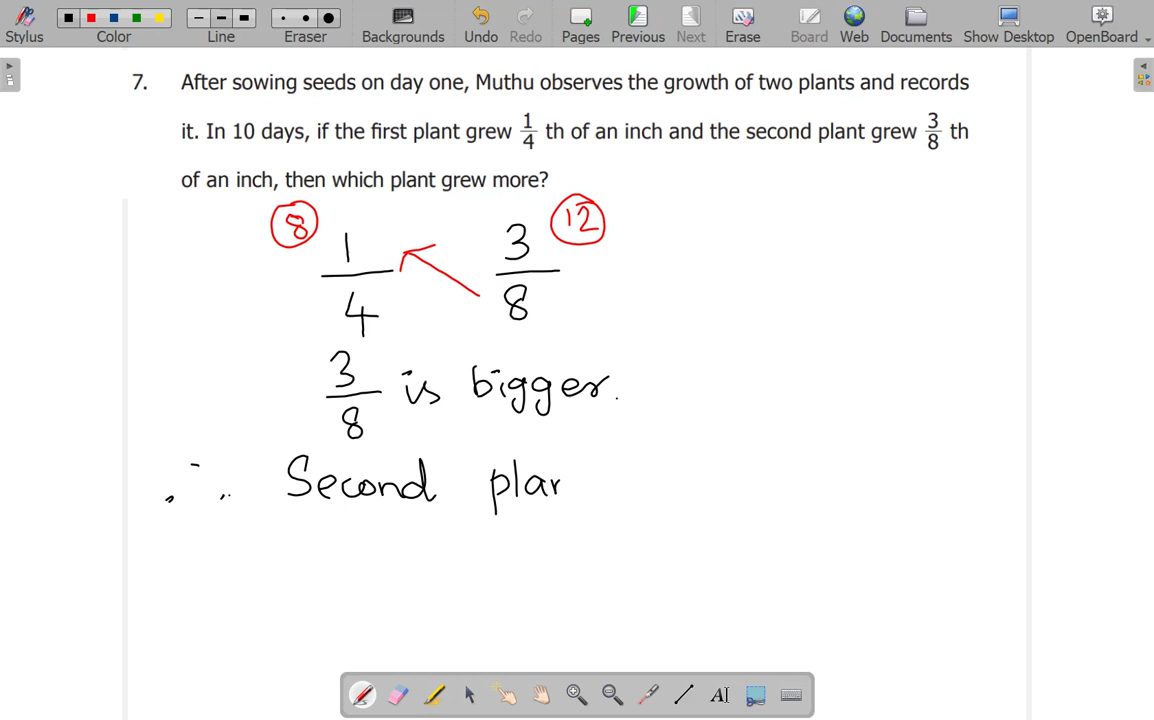 Stylus Color Line Eraser Backgrounds Undo Redo Pages Previous Next Erase Board Web Documents Show Desktop OpenBoard
7. After sowing seeds on day one, Muthu observes the growth of two plants and records
it. In 10 days, if the first plant grew 1/4 th of an inch and the second plant grew 3/8 th
of an inch, then which plant grew more?
8 12
1/4 3/8
3/8 is bigger.
∴ Second plan